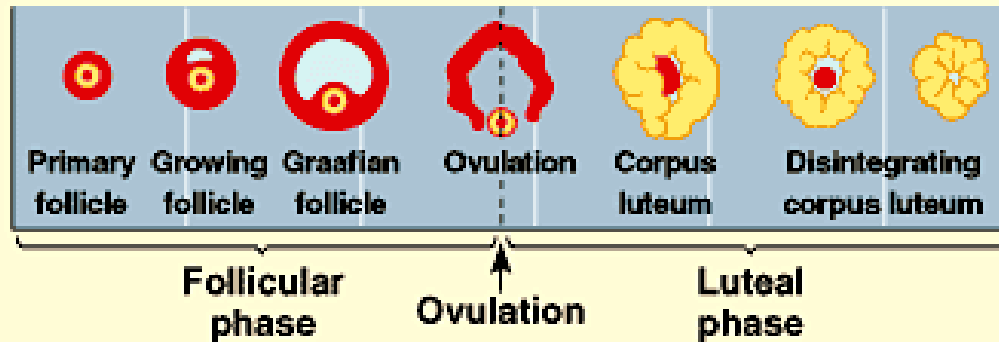 Primary follicle
Growing follicle
Graafian follicle
Ovulation
Corpus luteum
Disintegrating corpus luteum
Follicular phase
Ovulation
Luteal phase